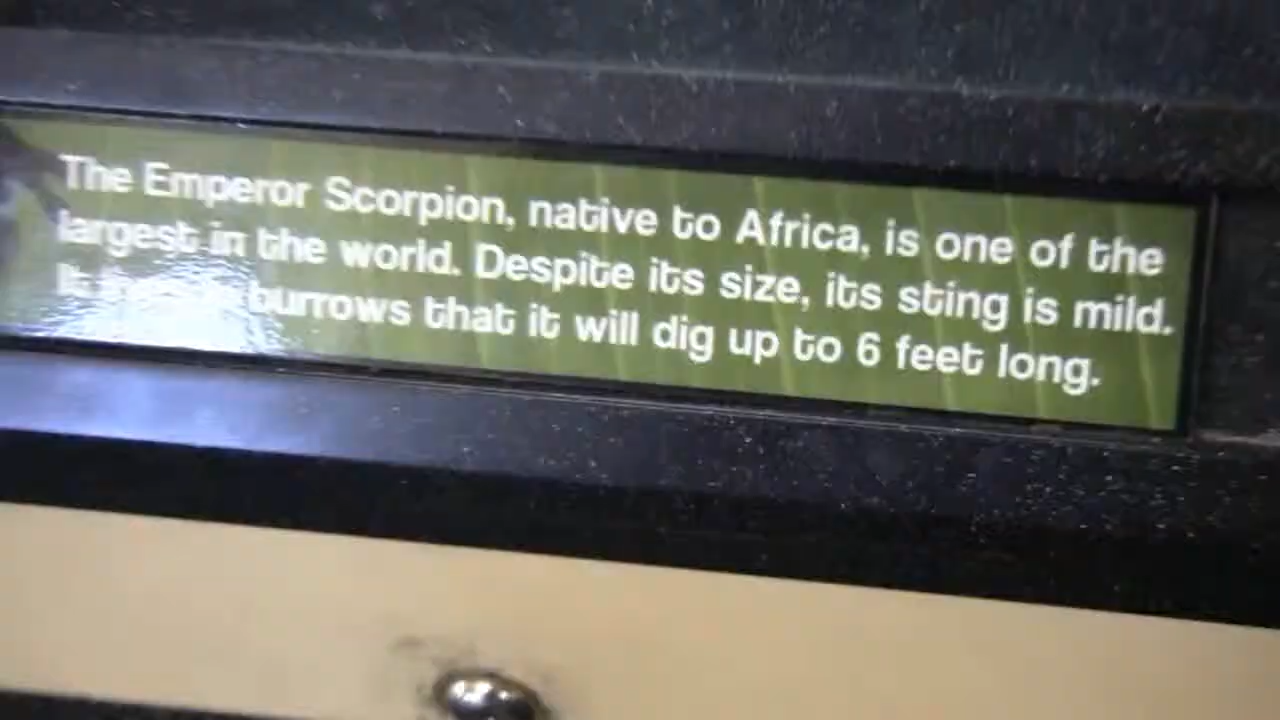 The Emperor Scorpion, native to Africa, is one of the
largest in the world. Despite its size, its sting is mild.
It burrows that it will dig up to 6 feet long.